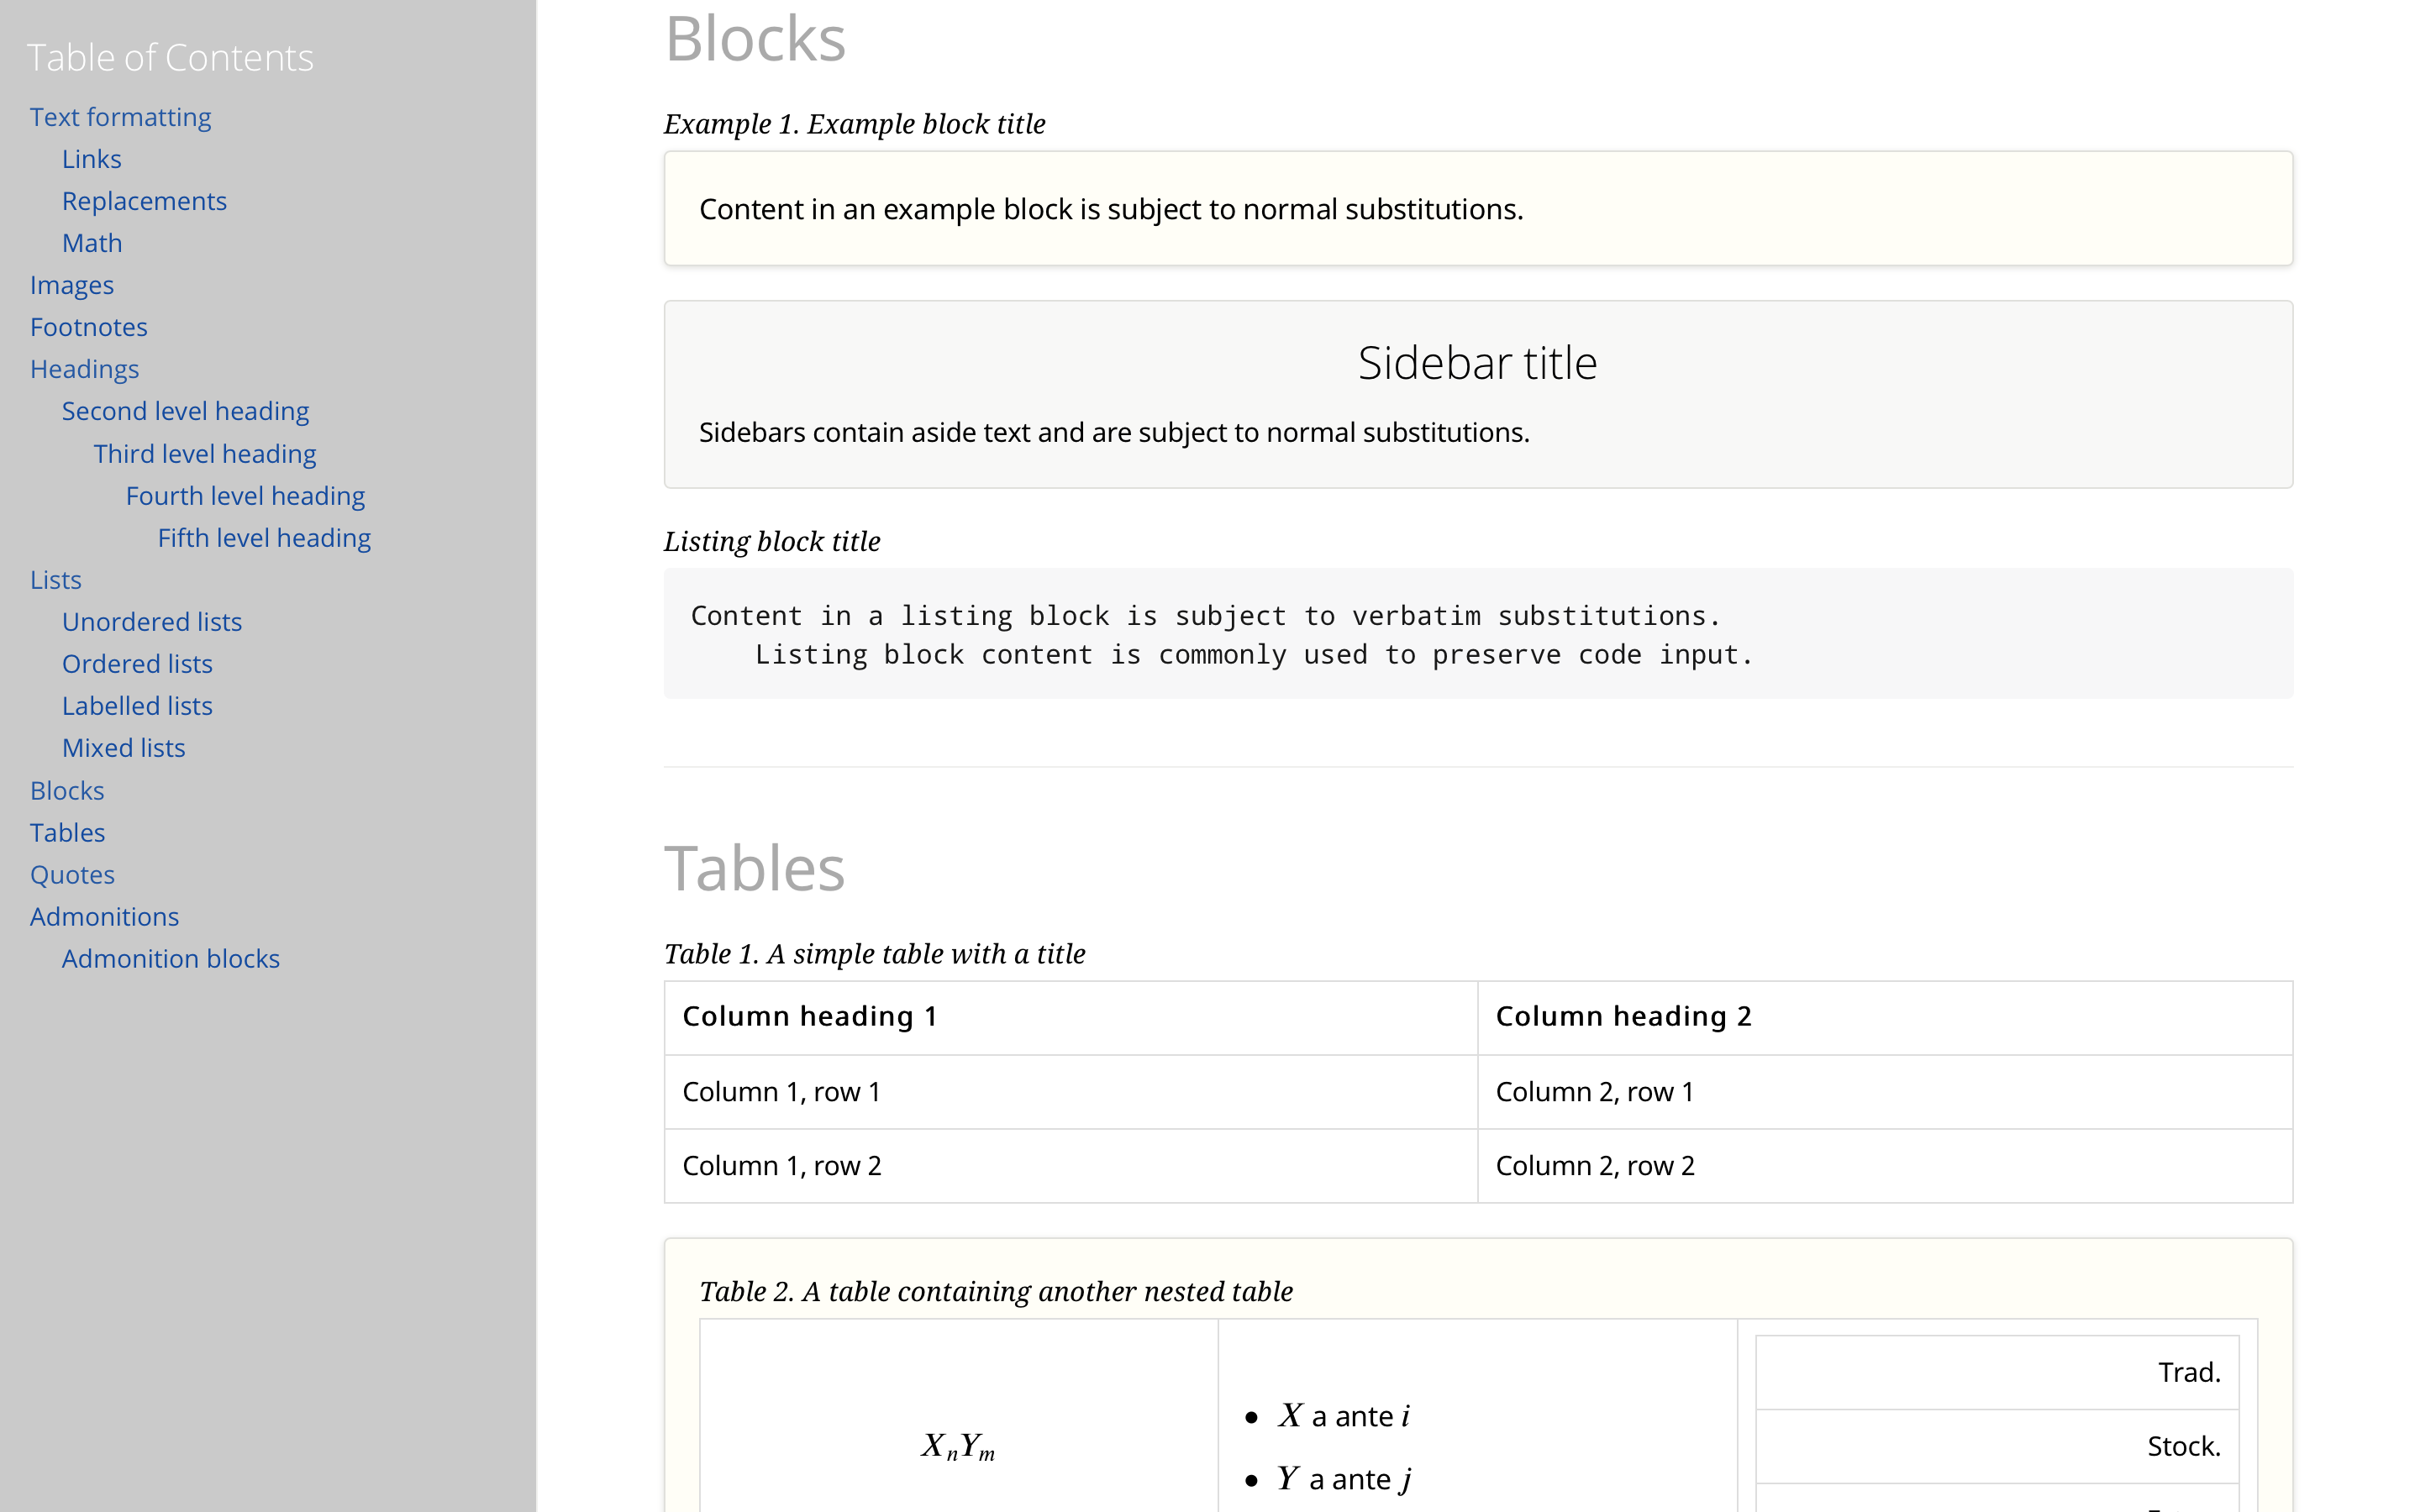 Table of Contents
Text formatting
Links
Replacements
Math
Images
Footnotes
Headings
Second level heading
Third level heading
Fourth level heading
Fifth level heading
Lists
Unordered lists
Ordered lists
Labelled lists
Mixed lists
Blocks
Tables
Quotes
Admonitions
Admonition blocks
Blocks
Example 1. Example block title
Content in an example block is subject to normal substitutions.
Sidebar title
Sidebars contain aside text and are subject to normal substitutions.
Listing block title
Content in a listing block is subject to verbatim substitutions.
    Listing block content is commonly used to preserve code input.
Tables
Table 1. A simple table with a title
Column heading 1 Column heading 2
Column 1, row 1 Column 2, row 1
Column 1, row 2 Column 2, row 2
Table 2. A table containing another nested table
XₙYₘ
• X a ante i
• Y a ante j
Trad.
Stock.